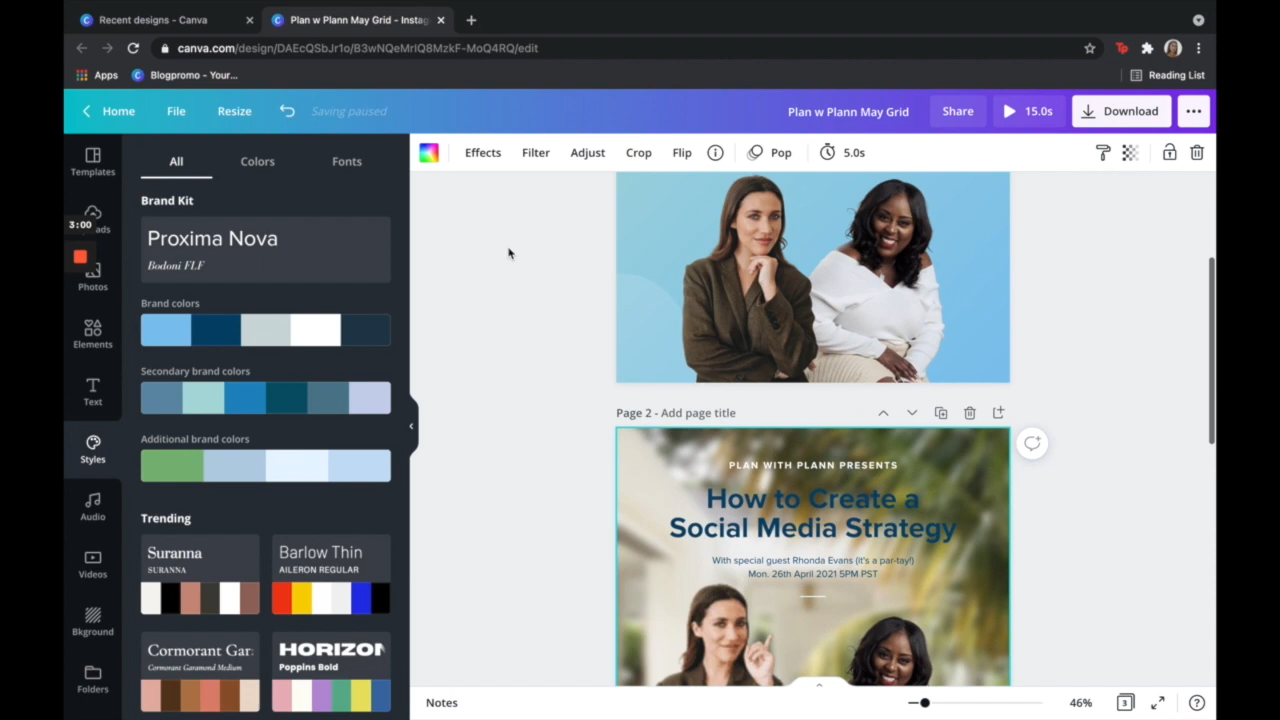 Recent designs - Canva
Plan w Plann May Grid - Instag
canva.com/design/DAEcQSbJr1o/B3wNQeMrIQ8MzkF-MoQ4RQ/edit
Apps
Blogpromo - Your...
Reading List
Home
File
Resize
Saving paused
Plan w Plann May Grid
Share
15.0s
Download
Templates
All
Colors
Fonts
Effects
Filter
Adjust
Crop
Flip
Pop
5.0s
3:00
ads
Photos
Elements
Text
Styles
Audio
Videos
Bkground
Folders
Brand Kit
Proxima Nova
Bodoni FLF
Brand colors
Secondary brand colors
Additional brand colors
Trending
Suranna
SURANNA
Barlow Thin
AILERON REGULAR
Cormorant Gar
Cormorant Garamond Medium
HORIZON
Poppins Bold
Page 2 - Add page title
PLAN WITH PLANN PRESENTS
How to Create a
Social Media Strategy
With special guest Rhonda Evans (it's a par-tay!)
Mon. 26th April 2021 5PM PST
Notes
46%
3